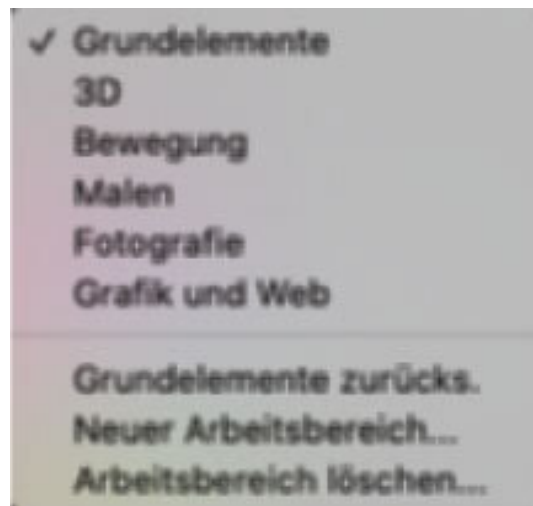 ✓ Grundelemente
3D
Bewegung
Malen
Fotografie
Grafik und Web
Grundelemente zurücks.
Neuer Arbeitsbereich...
Arbeitsbereich löschen...